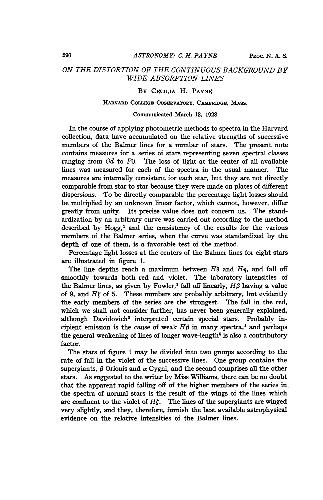 290 ASTRONOMY: C. H. PAYNE PROC. N. A. S.
ON THE DISTORTION OF THE CONTINUOUS BACKGROUND BY
WIDE ABSORPTION LINES
BY CECILIA H. PAYNE
HARVARD COLLEGE OBSERVATORY, CAMBRIDGE, MASS.
Communicated March 12, 1928
In the course of applying photometric methods to spectra in the Harvard
collection, data have accumulated on the relative strengths of successive
members of the Balmer lines for a number of stars. The present note
contains measures for a series of stars representing seven spectral classes
ranging from to F0. The loss of light at the center of all available
lines was measured for each of the spectra in the usual manner. The
measures are internally consistent for each star, but they are not directly
comparable from star to star because they were made on plates of different
dispersions. To be directly comparable the percentage light losses should
be multiplied by an unknown linear factor, which cannot, however, differ
greatly from unity. Its precise value does not concern us. The stand-
ardization by an arbitrary curve was carried out according to the method
described by Hogg, and the consistency of the results for the various
members of the Balmer series, when the curve was standardized by the
depth of one of them, is a favorable test of the method.
Percentage light losses at the centers of the Balmer lines for eight stars
are illustrated in figure 1.
The line depths reach a maximum between Hδ and Hη, and fall off
smoothly towards both red and violet. The laboratory intensities of
the Balmer lines, as given by Fowler, fall off linearly, Hβ having a value
of 9, and Hζ of 5. These measures are probably arbitrary, but evidently
the early members of the series are the strongest. The fall in the red,
which we shall not consider further, has never been generally explained,
although Davidovich interpreted certain special stars. Probably in-
cipient emission is the cause of weak Hβ in many spectra, and perhaps
the general weakening of lines of longer wave-length is also a contributory
factor.
The stars of figure 1 may be divided into two groups according to the
rate of fall in the violet of the successive lines. One group contains the
supergiants, β Orionis and α Cygni, and the second comprises all the other
stars. As suggested to the writer by Miss Williams, there can be no doubt
that the apparent rapid falling off of the higher members of the series in
the spectra of normal stars is the result of the wings of the lines which
are confluent to the violet of Hζ. The lines of the supergiants are winged
very slightly, and they, therefore, furnish the best available astrophysical
evidence on the relative intensities of the Balmer lines.